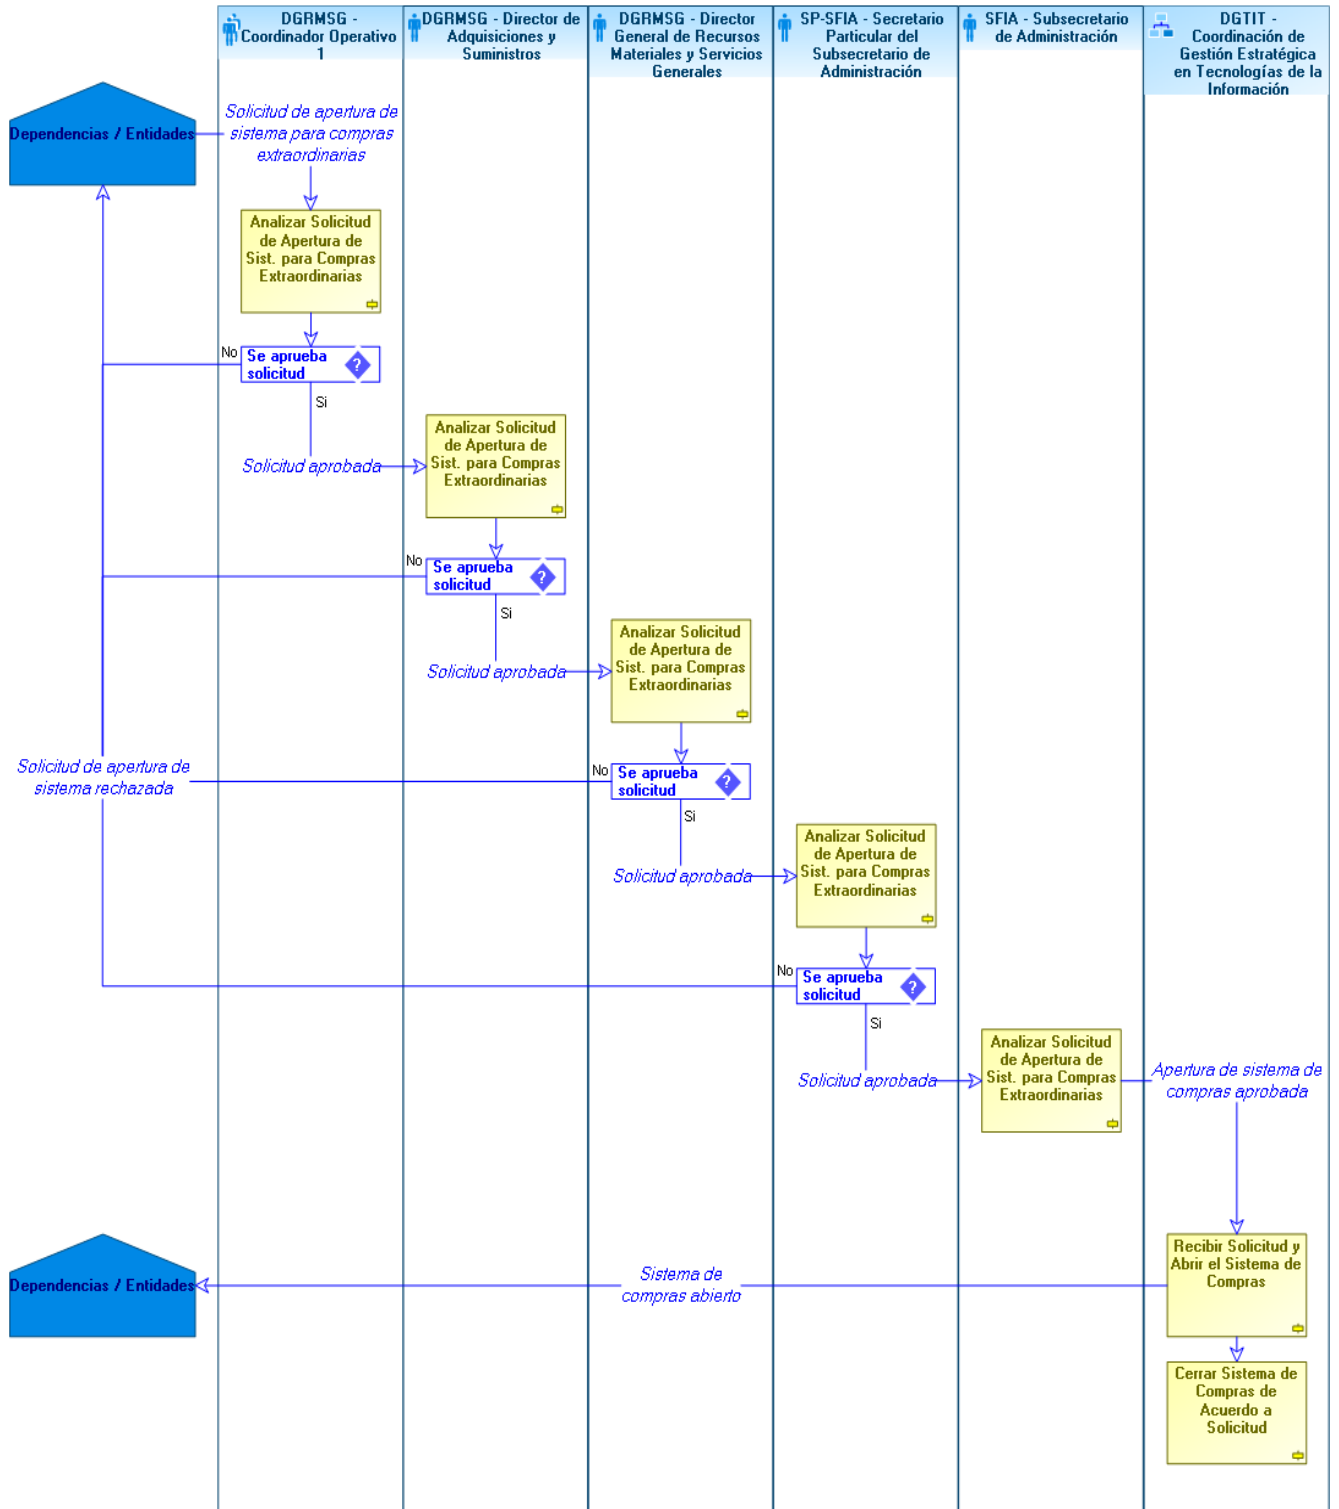 DGRMSG -
Coordinador Operativo
1
DGRMSG - Director de
Adquisiciones y
Suministros
DGRMSG - Director
General de Recursos
Materiales y Servicios
Generales
SP-SFIA - Secretario
Particular del
Subsecretario de
Administración
SFIA - Subsecretario
de Administración
DGTIT -
Coordinación de
Gestión Estratégica
en Tecnologías de la
Información
Dependencias / Entidades
Solicitud de apertura de
sistema para compras
extraordinarias
Analizar Solicitud
de Apertura de
Sist. para Compras
Extraordinarias
No
Se aprueba
solicitud
?
Si
Solicitud aprobada
Analizar Solicitud
de Apertura de
Sist. para Compras
Extraordinarias
No
Se aprueba
solicitud
?
Si
Solicitud aprobada
Analizar Solicitud
de Apertura de
Sist. para Compras
Extraordinarias
Solicitud de apertura de
sistema rechazada
No
Se aprueba
solicitud
?
Si
Solicitud aprobada
Analizar Solicitud
de Apertura de
Sist. para Compras
Extraordinarias
No
Se aprueba
solicitud
?
Si
Solicitud aprobada
Analizar Solicitud
de Apertura de
Sist. para Compras
Extraordinarias
Apertura de sistema de
compras aprobada
Recibir Solicitud y
Abrir el Sistema de
Compras
Sistema de
compras abierto
Dependencias / Entidades
Cerrar Sistema de
Compras de
Acuerdo a
Solicitud